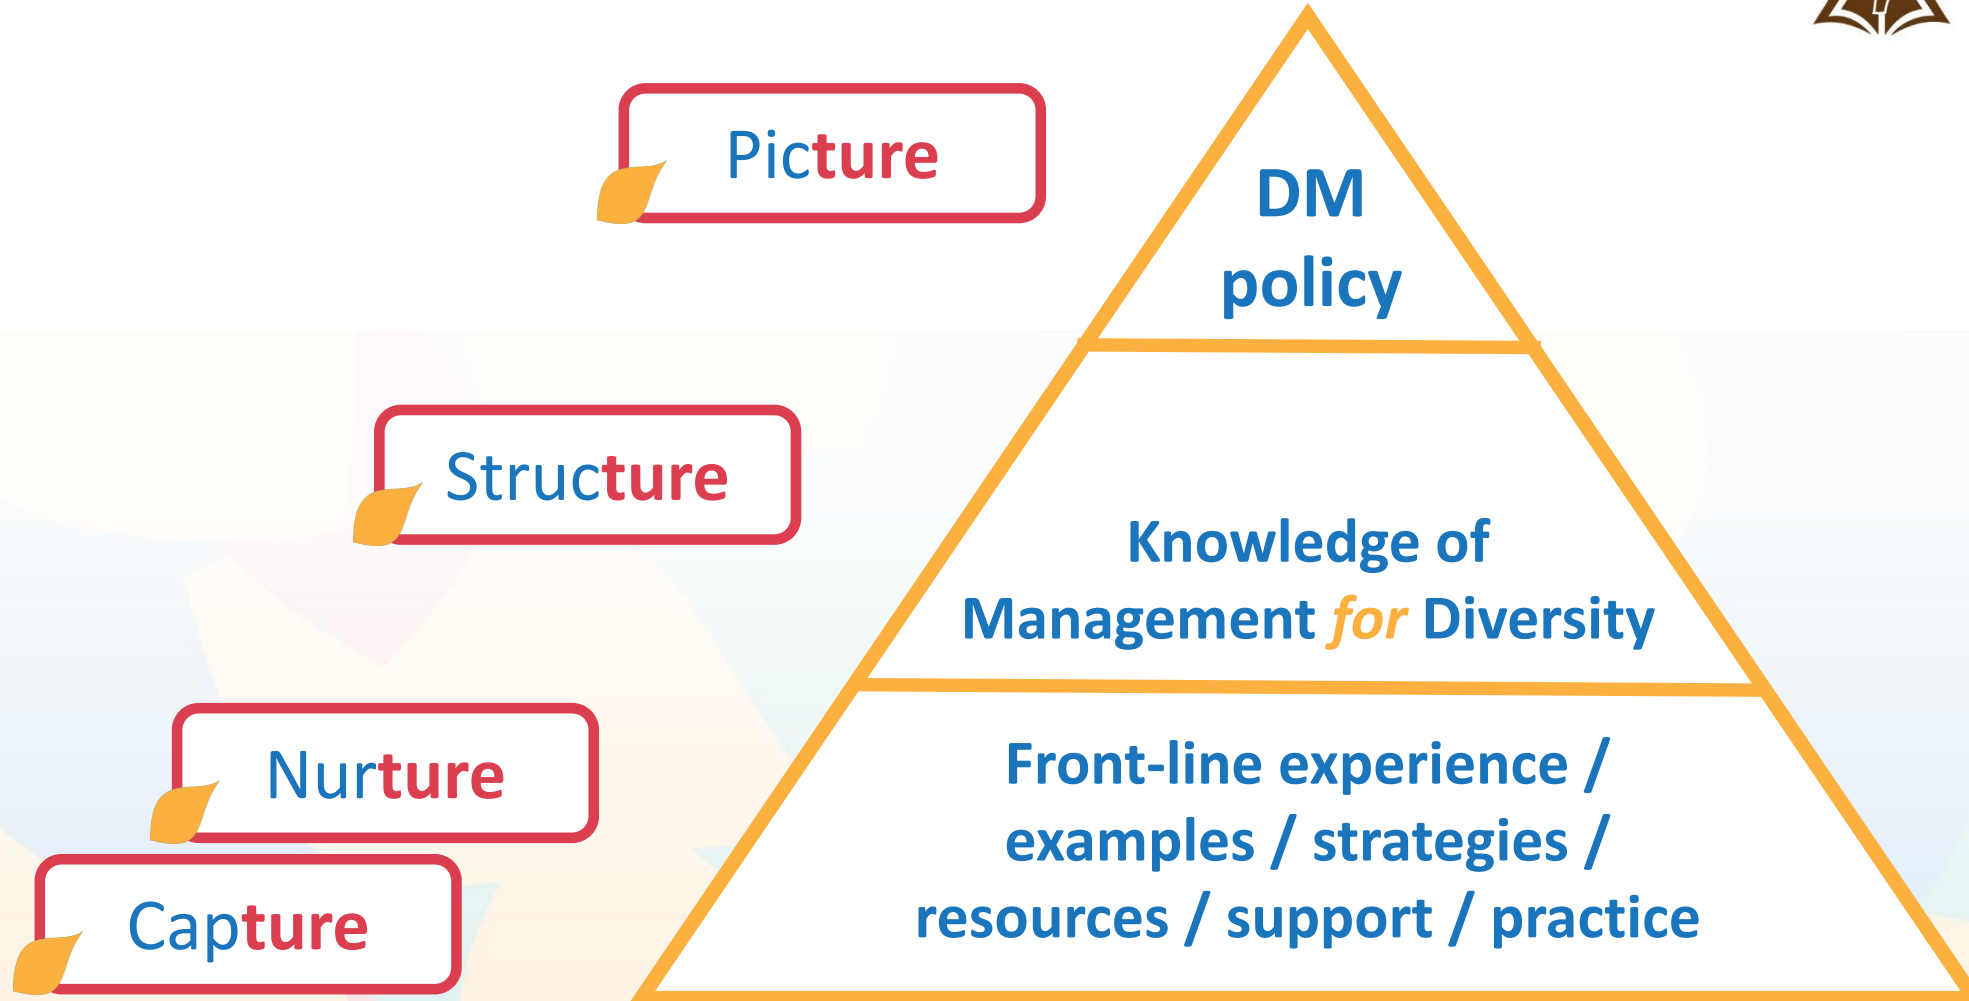 Picture
DM
policy
Structure
Knowledge of
Management for Diversity
Nurture
Front-line experience /
examples / strategies /
resources / support / practice
Capture